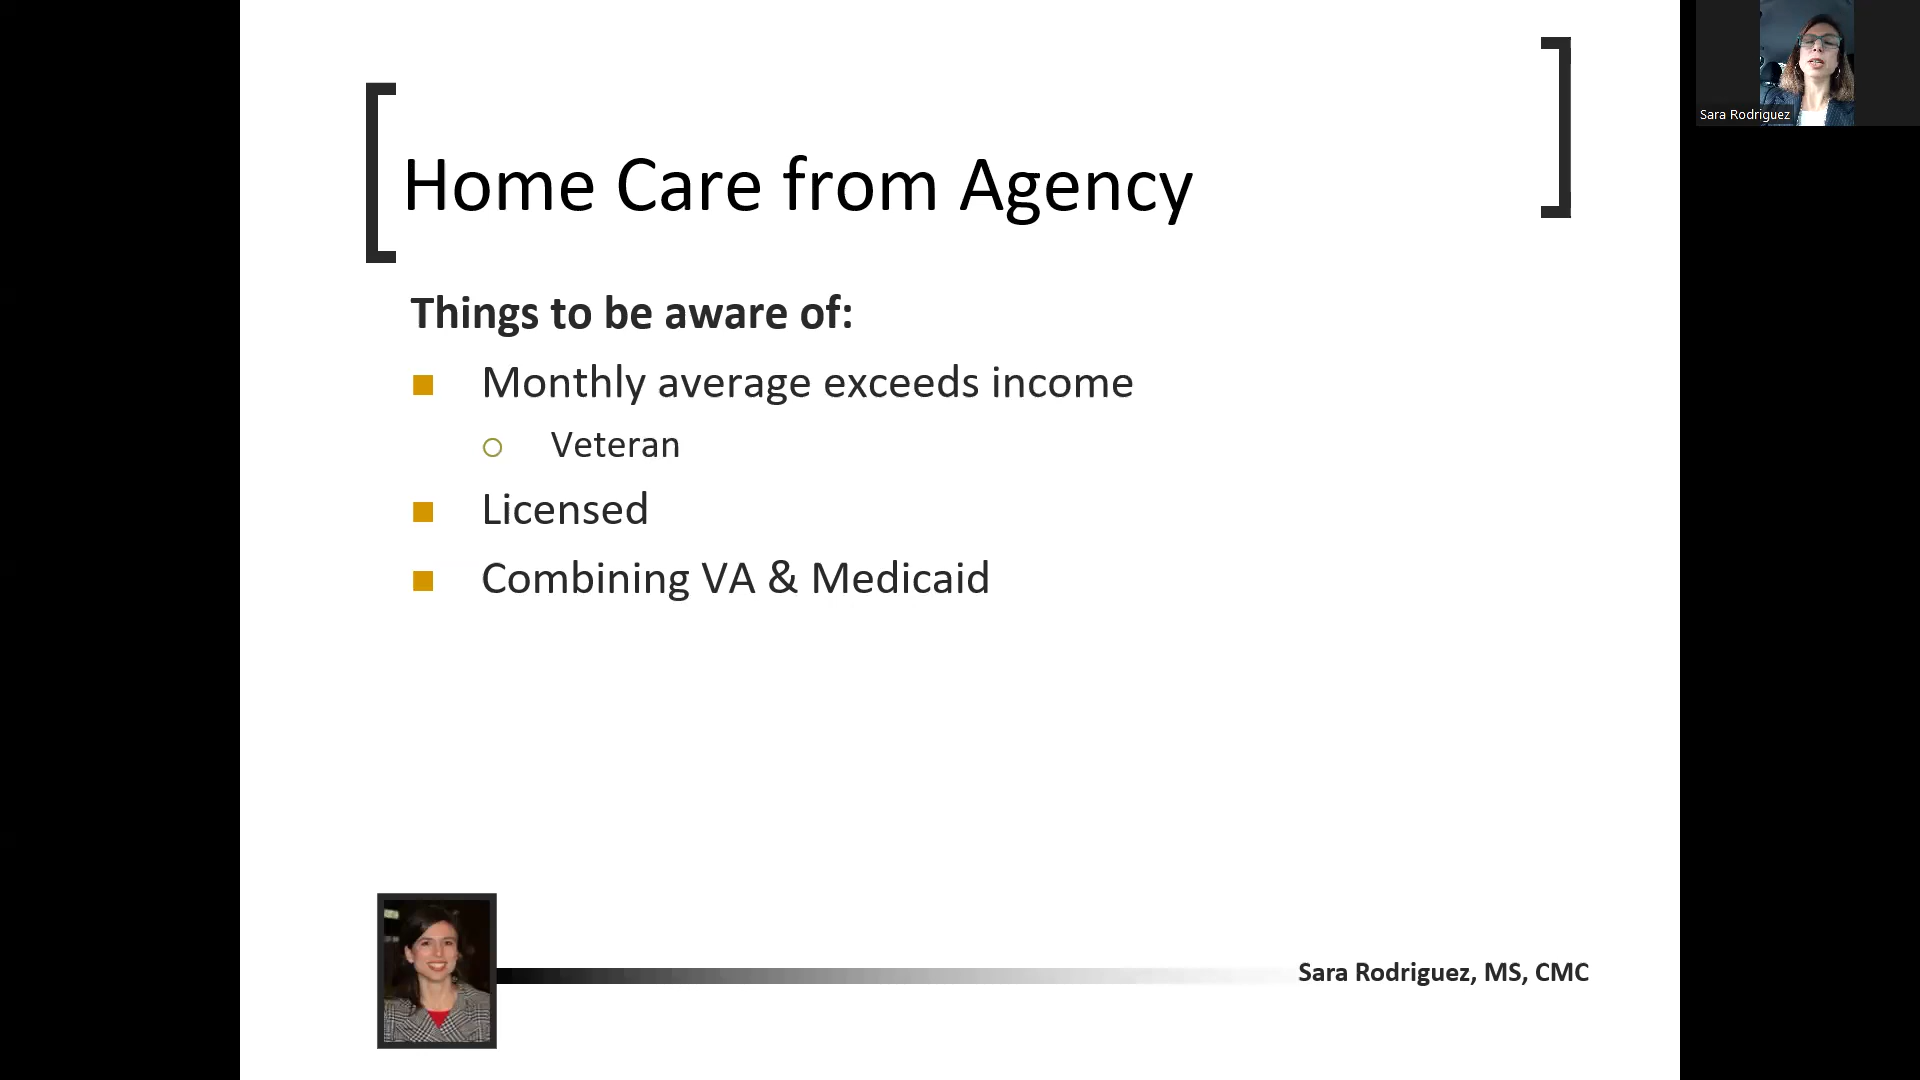 Home Care from Agency
Sara Rodriguez
Things to be aware of:
Monthly average exceeds income
Veteran
Licensed
Combining VA & Medicaid
Sara Rodriguez, MS, CMC